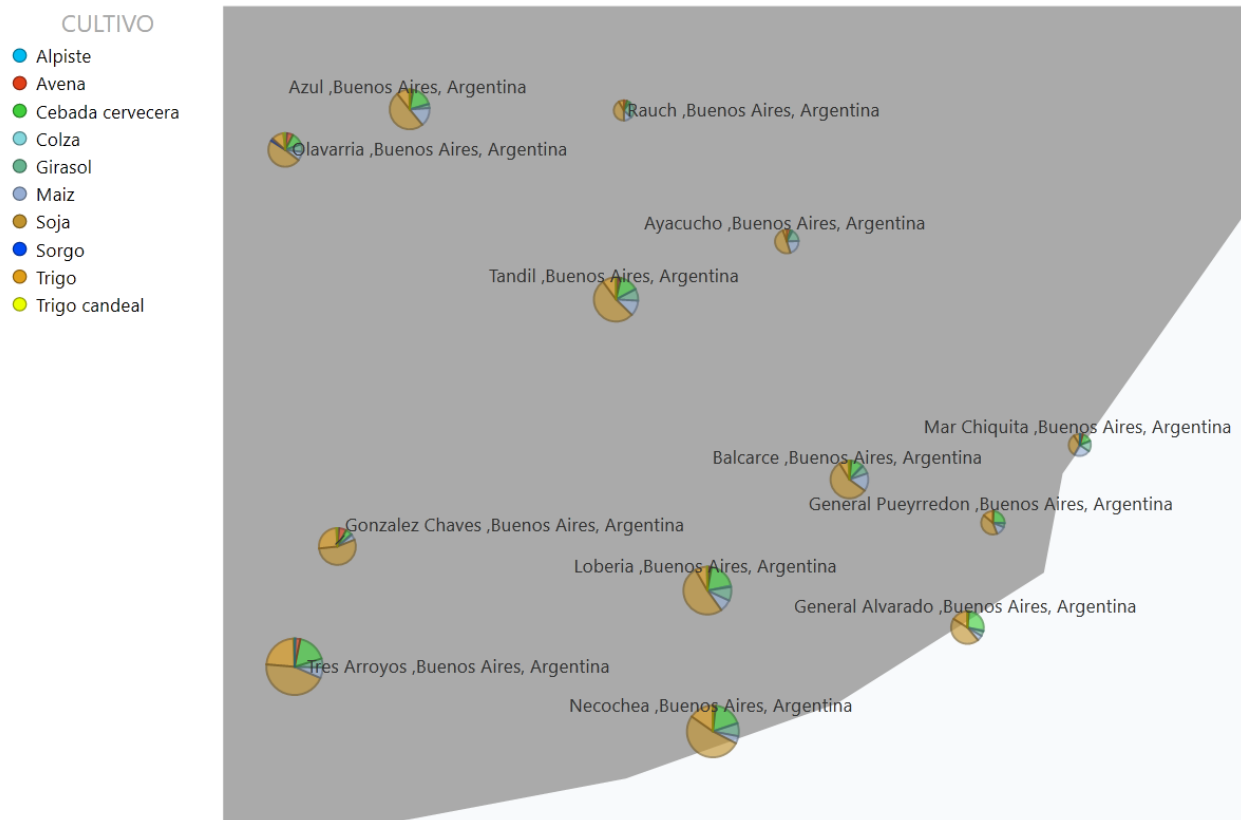 CULTIVO
Alpiste
Avena
Cebada cervecera
Colza
Girasol
Maiz
Soja
Sorgo
Trigo
Trigo candeal
Azul ,Buenos Aires, Argentina
Rauch ,Buenos Aires, Argentina
Olavarria ,Buenos Aires, Argentina
Ayacucho ,Buenos Aires, Argentina
Tandil ,Buenos Aires, Argentina
Mar Chiquita ,Buenos Aires, Argentina
Balcarce ,Buenos Aires, Argentina
General Pueyrredon ,Buenos Aires, Argentina
Gonzalez Chaves ,Buenos Aires, Argentina
Loberia ,Buenos Aires, Argentina
General Alvarado ,Buenos Aires, Argentina
Tres Arroyos ,Buenos Aires, Argentina
Necochea ,Buenos Aires, Argentina